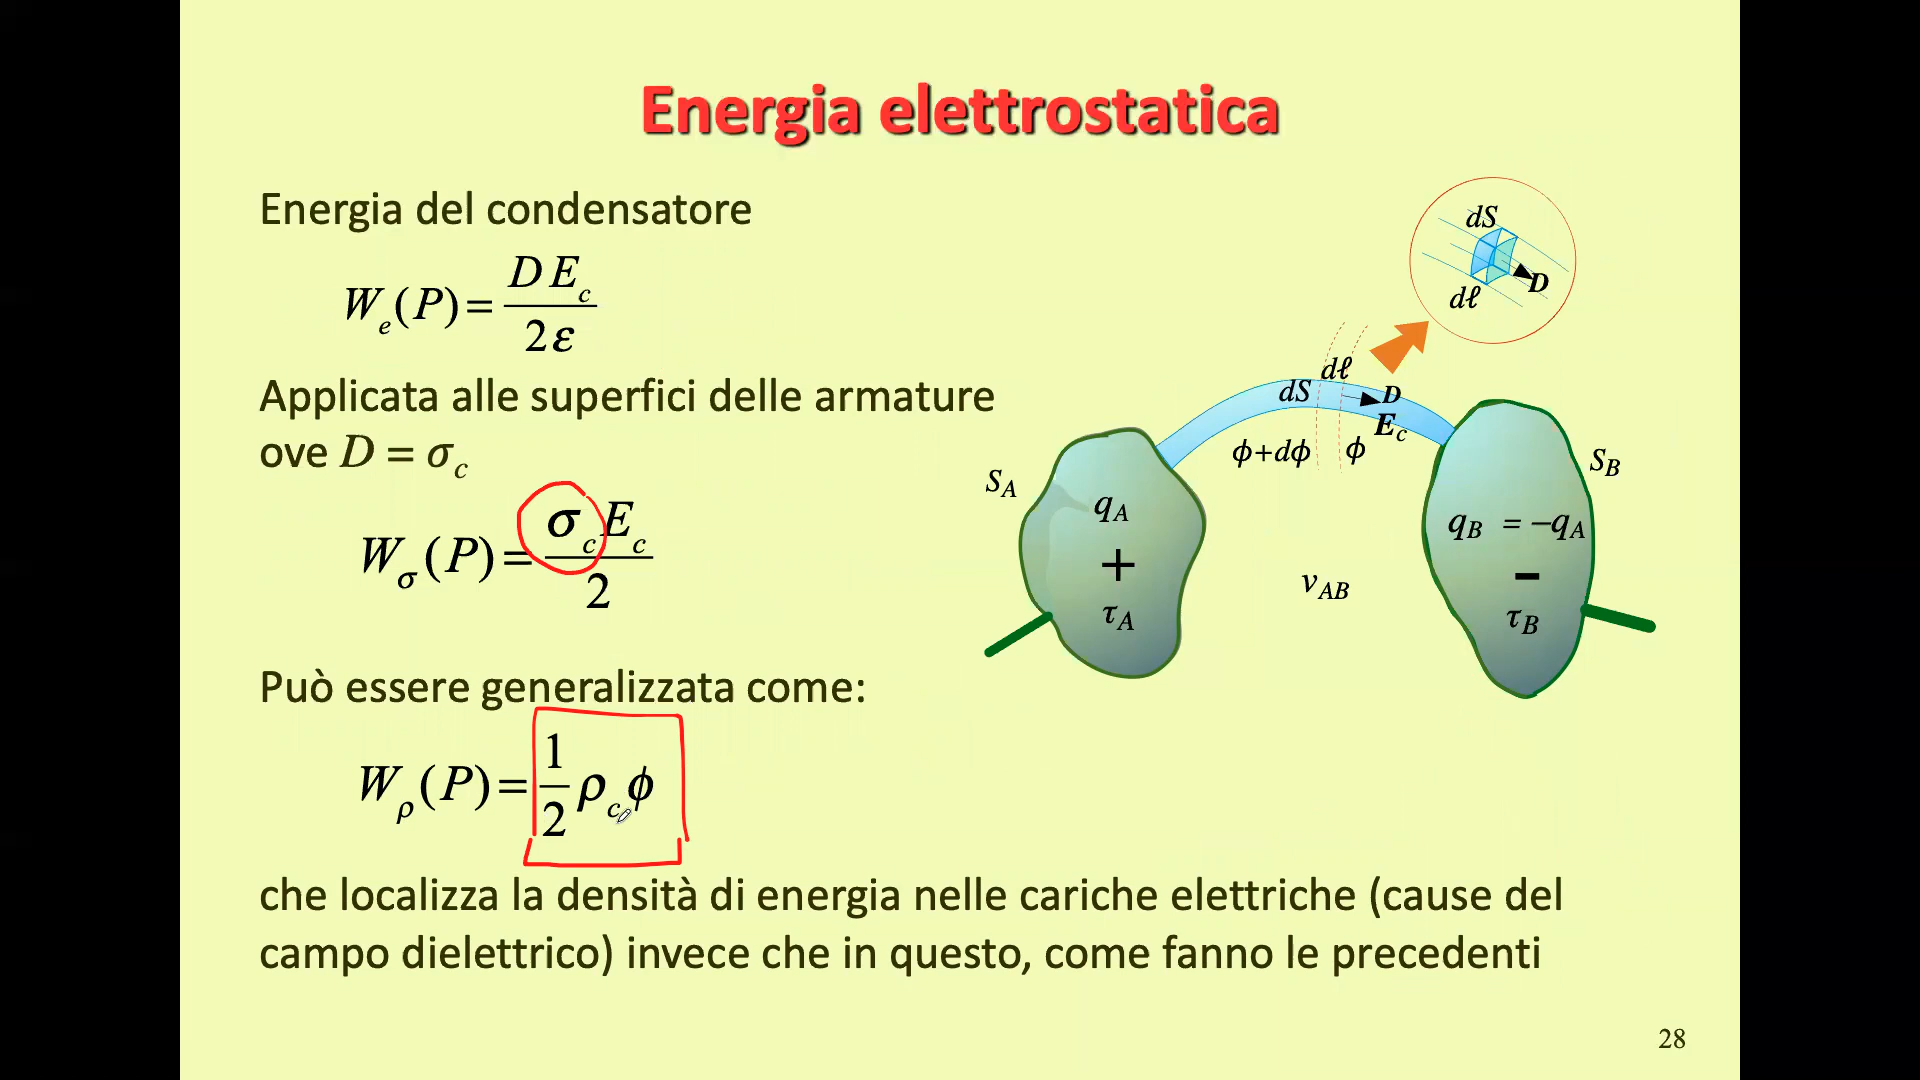 Energia elettrostatica
Energia del condensatore
W_e(P) = D E_c / 2ε
Applicata alle superfici delle armature
ove D = σ_c
W_σ(P) = σ_c E_c / 2
Può essere generalizzata come:
W_ρ(P) = 1/2 ρ_c ϕ
che localizza la densità di energia nelle cariche elettriche (cause del
campo dielettrico) invece che in questo, come fanno le precedenti
dS
D
dℓ
dℓ
dS
D
E_c
ϕ+dϕ
ϕ
S_A
q_A
+
τ_A
v_AB
S_B
q_B = −q_A
−
τ_B
28